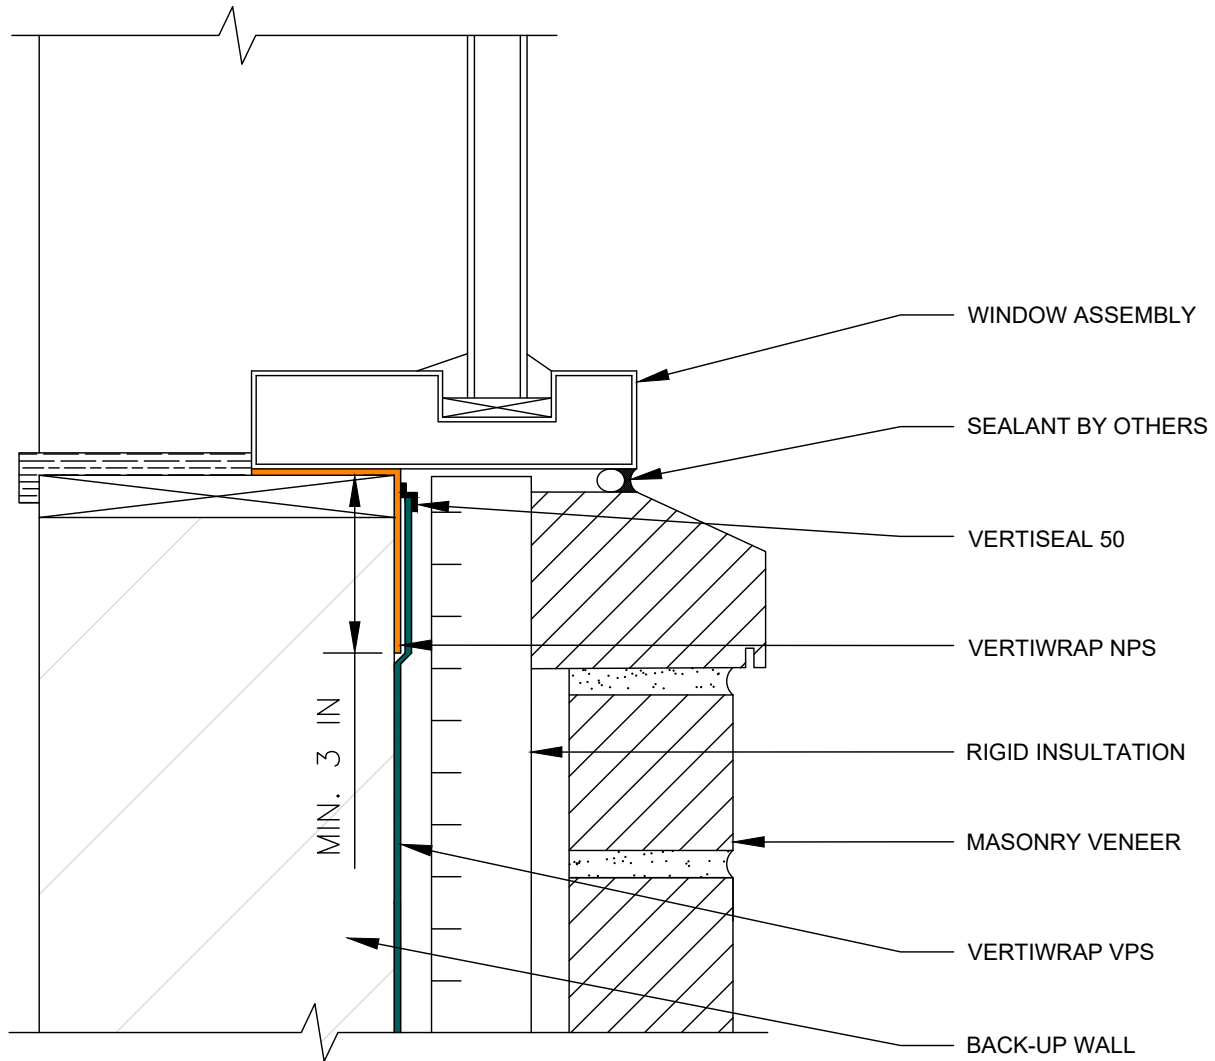 WINDOW ASSEMBLY
SEALANT BY OTHERS
VERTISEAL 50
VERTIWRAP NPS
MIN. 3 IN
RIGID INSULTATION
MASONRY VENEER
VERTIWRAP VPS
BACK-UP WALL